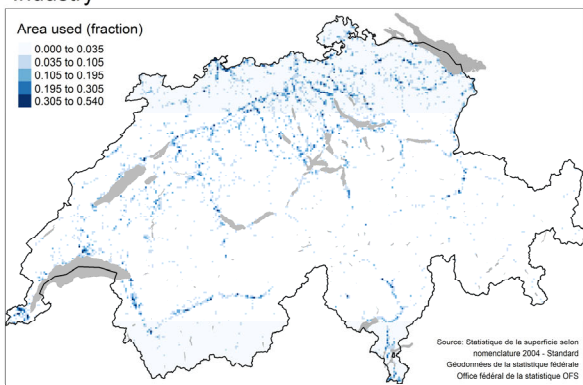 Industry
Area used (fraction)
0.000 to 0.035
0.035 to 0.105
0.105 to 0.195
0.195 to 0.305
0.305 to 0.540
Source: Statistique de la superficie selon
nomenclature 2004 - Standard
Géodonnées de la statistique fédérale
Office fédéral de la statistique OFS